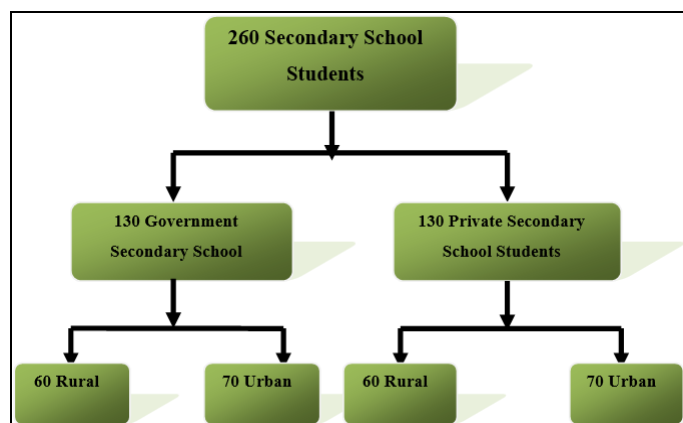 260 Secondary School
Students
130 Government
Secondary School
130 Private Secondary
School Students
60 Rural
70 Urban
60 Rural
70 Urban